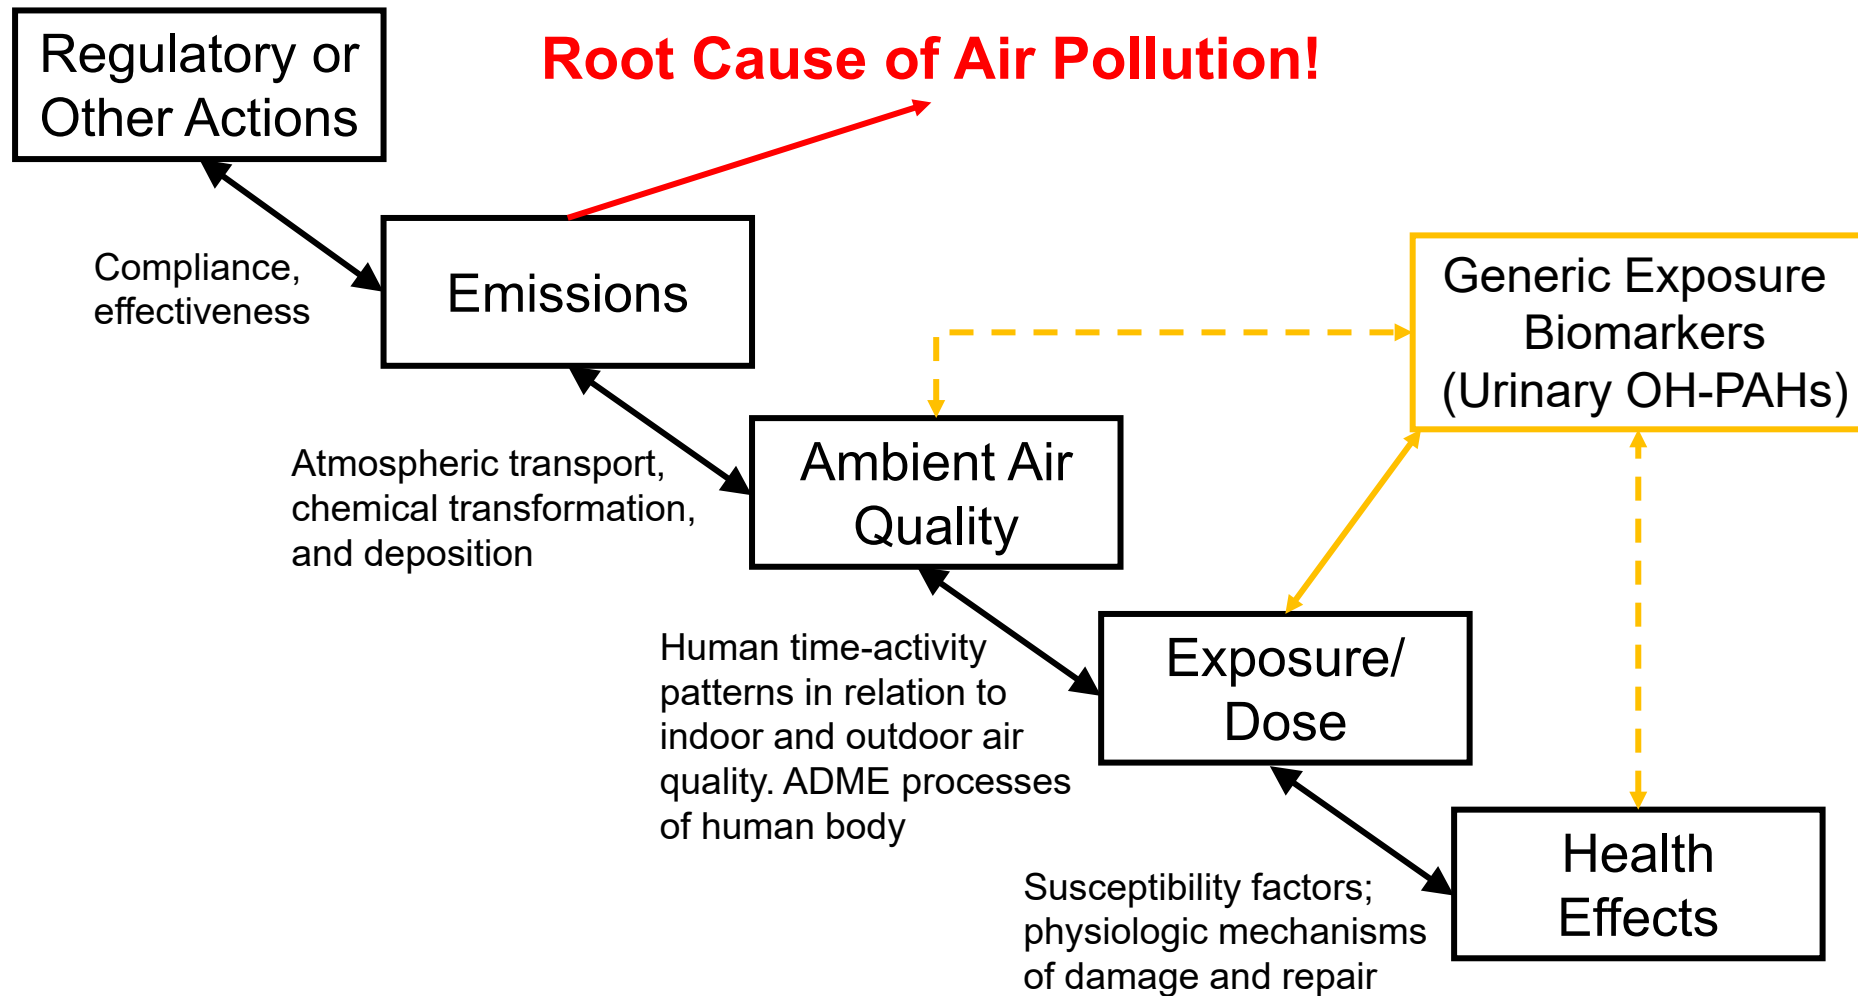 Regulatory or
Other Actions
Root Cause of Air Pollution!
Compliance,
effectiveness
Emissions
Generic Exposure
Biomarkers
(Urinary OH-PAHs)
Atmospheric transport,
chemical transformation,
and deposition
Ambient Air
Quality
Human time-activity
patterns in relation to
indoor and outdoor air
quality. ADME processes
of human body
Exposure/
Dose
Susceptibility factors;
physiologic mechanisms
of damage and repair
Health
Effects